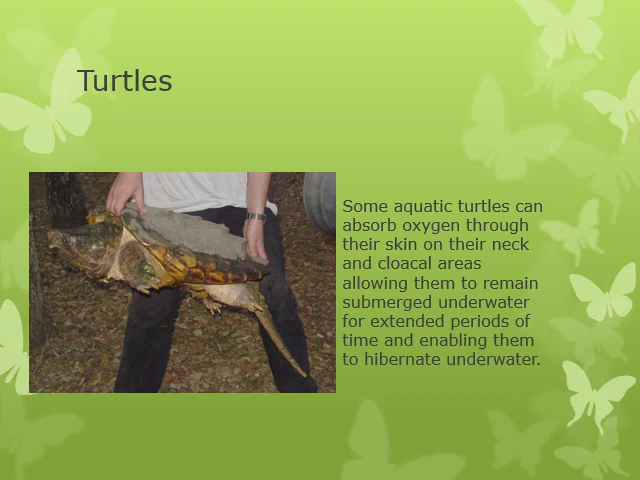 Turtles
Some aquatic turtles can
absorb oxygen through
their skin on their neck
and cloacal areas
allowing them to remain
submerged underwater
for extended periods of
time and enabling them
to hibernate underwater.